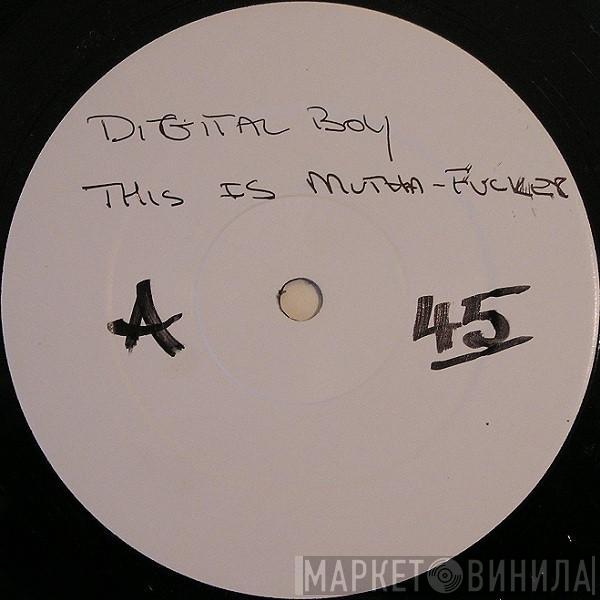 DIGITAL BOY
THIS IS MUTHA-FUCKER
A 45
МАРКЕТ ВИНИЛА